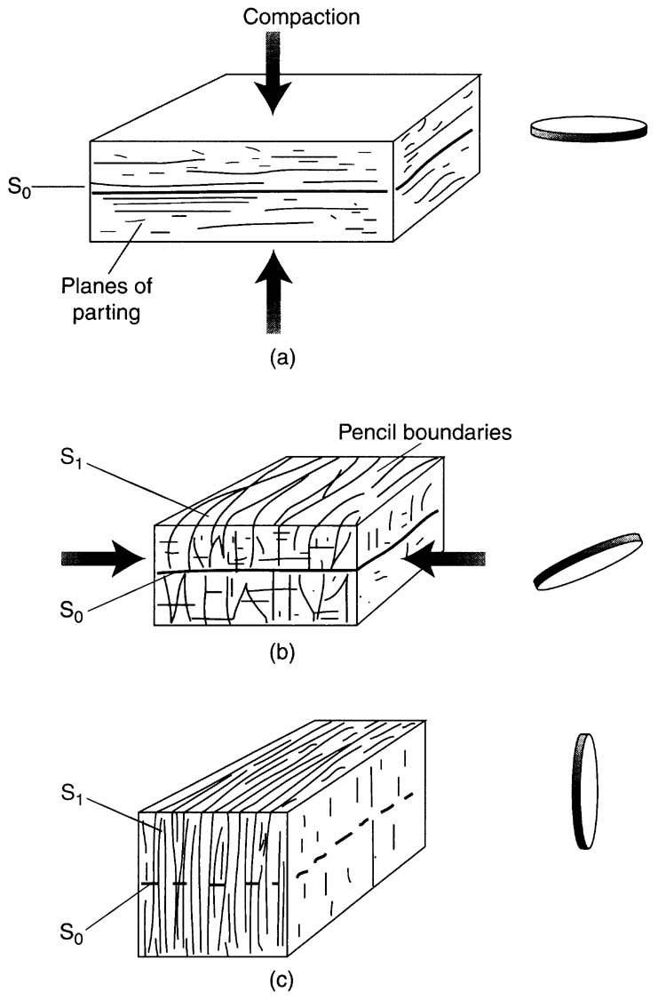 Compaction
S₀
Planes of
parting
(a)
Pencil boundaries
S₁
S₀
(b)
S₁
S₀
(c)